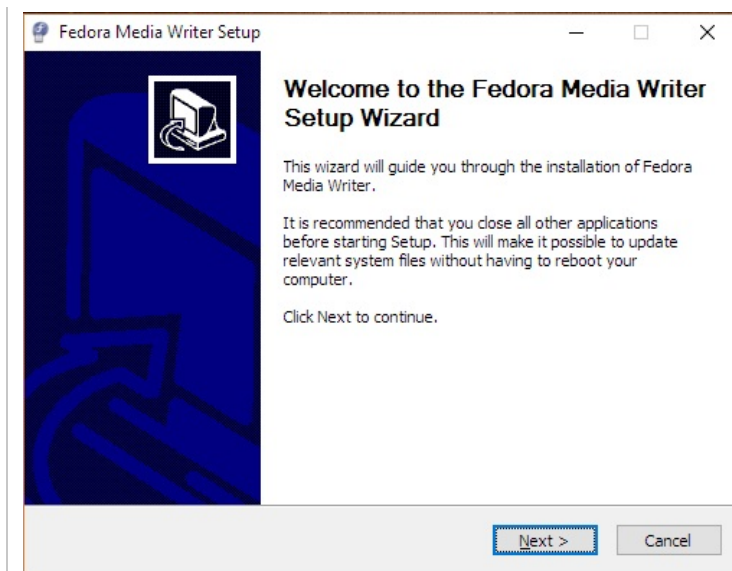 Fedora Media Writer Setup
Welcome to the Fedora Media Writer
Setup Wizard
This wizard will guide you through the installation of Fedora
Media Writer.
It is recommended that you close all other applications
before starting Setup. This will make it possible to update
relevant system files without having to reboot your
computer.
Click Next to continue.
Next >
Cancel